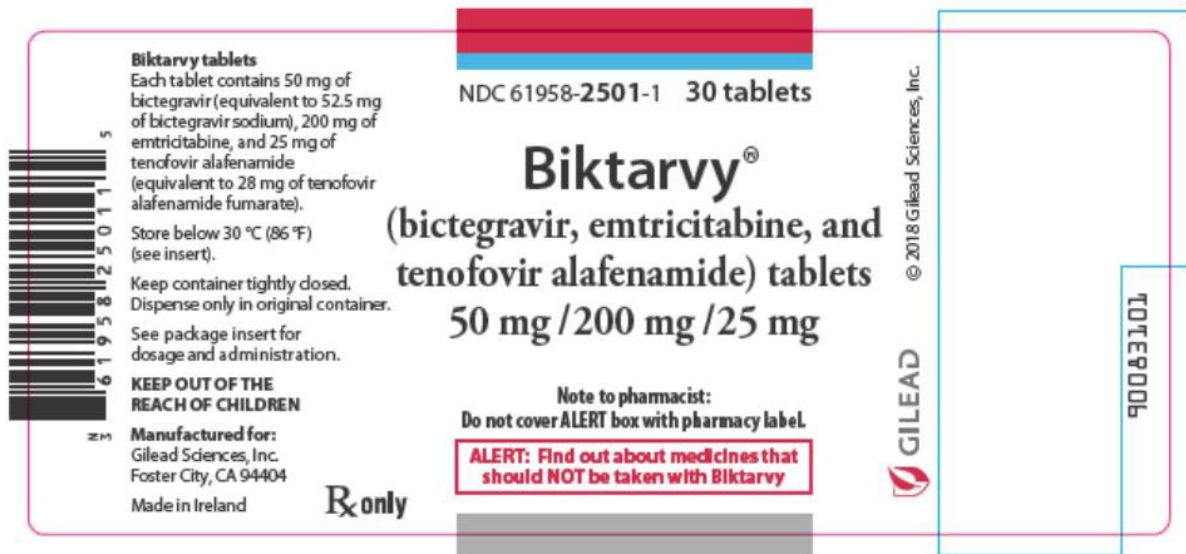 Biktarvy tablets
Each tablet contains 50 mg of
bictegravir (equivalent to 52.5 mg
of bictegravir sodium), 200 mg of
emtricitabine, and 25 mg of
tenofovir alafenamide
(equivalent to 28 mg of tenofovir
alafenamide fumarate).
Store below 30 °C (86 °F)
(see insert).
Keep container tightly closed.
Dispense only in original container.
See package insert for
dosage and administration.
KEEP OUT OF THE
REACH OF CHILDREN
Manufactured for:
Gilead Sciences, Inc.
Foster City, CA 94404
Made in Ireland
Rx only
N3 61958 25011 5
NDC 61958-2501-1 30 tablets
Biktarvy®
(bictegravir, emtricitabine, and
tenofovir alafenamide) tablets
50 mg /200 mg /25 mg
Note to pharmacist:
Do not cover ALERT box with pharmacy label.
ALERT: Find out about medicines that
should NOT be taken with Biktarvy
© 2018 Gilead Sciences, Inc.
GILEAD